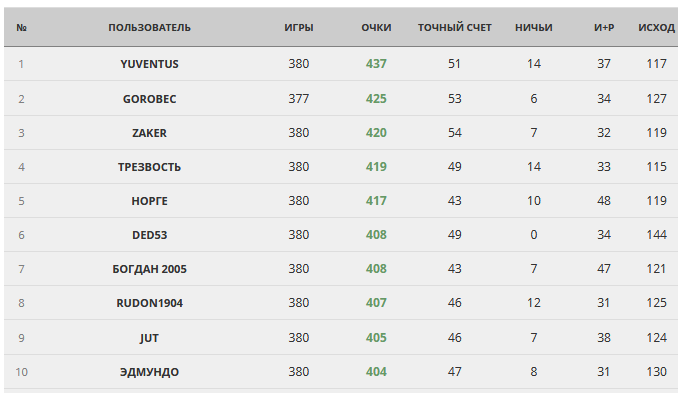 № ПОЛЬЗОВАТЕЛЬ ИГРЫ ОЧКИ ТОЧНЫЙ СЧЕТ НИЧЬИ И+Р ИСХОД
1 YUVENTUS 380 437 51 14 37 117
2 GOROBEC 377 425 53 6 34 127
3 ZAKER 380 420 54 7 32 119
4 ТРЕЗВОСТЬ 380 419 49 14 33 115
5 НОРГЕ 380 417 43 10 48 119
6 DED53 380 408 49 0 34 144
7 БОГДАН 2005 380 408 43 7 47 121
8 RUDON1904 380 407 46 12 31 125
9 JUT 380 405 46 7 38 124
10 ЭДМУНДО 380 404 47 8 31 130